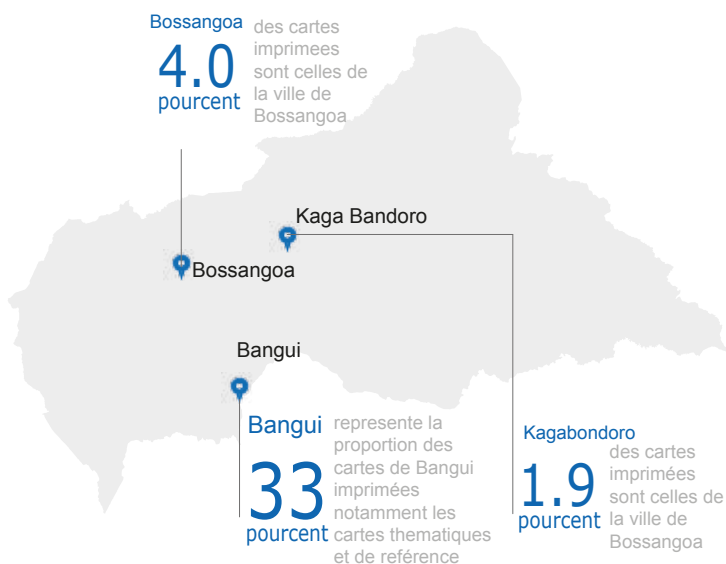 Bossangoa
4.0
pourcent
des cartes
imprimees
sont celles de
la ville de
Bossangoa
Kaga Bandoro
Bossangoa
Bangui
Bangui
33
pourcent
represente la
proportion des
cartes de Bangui
imprimées
notamment les
cartes thematiques
et de reférence
Kagabondoro
1.9
pourcent
des cartes
imprimées
sont celles de
la ville de
Bossangoa